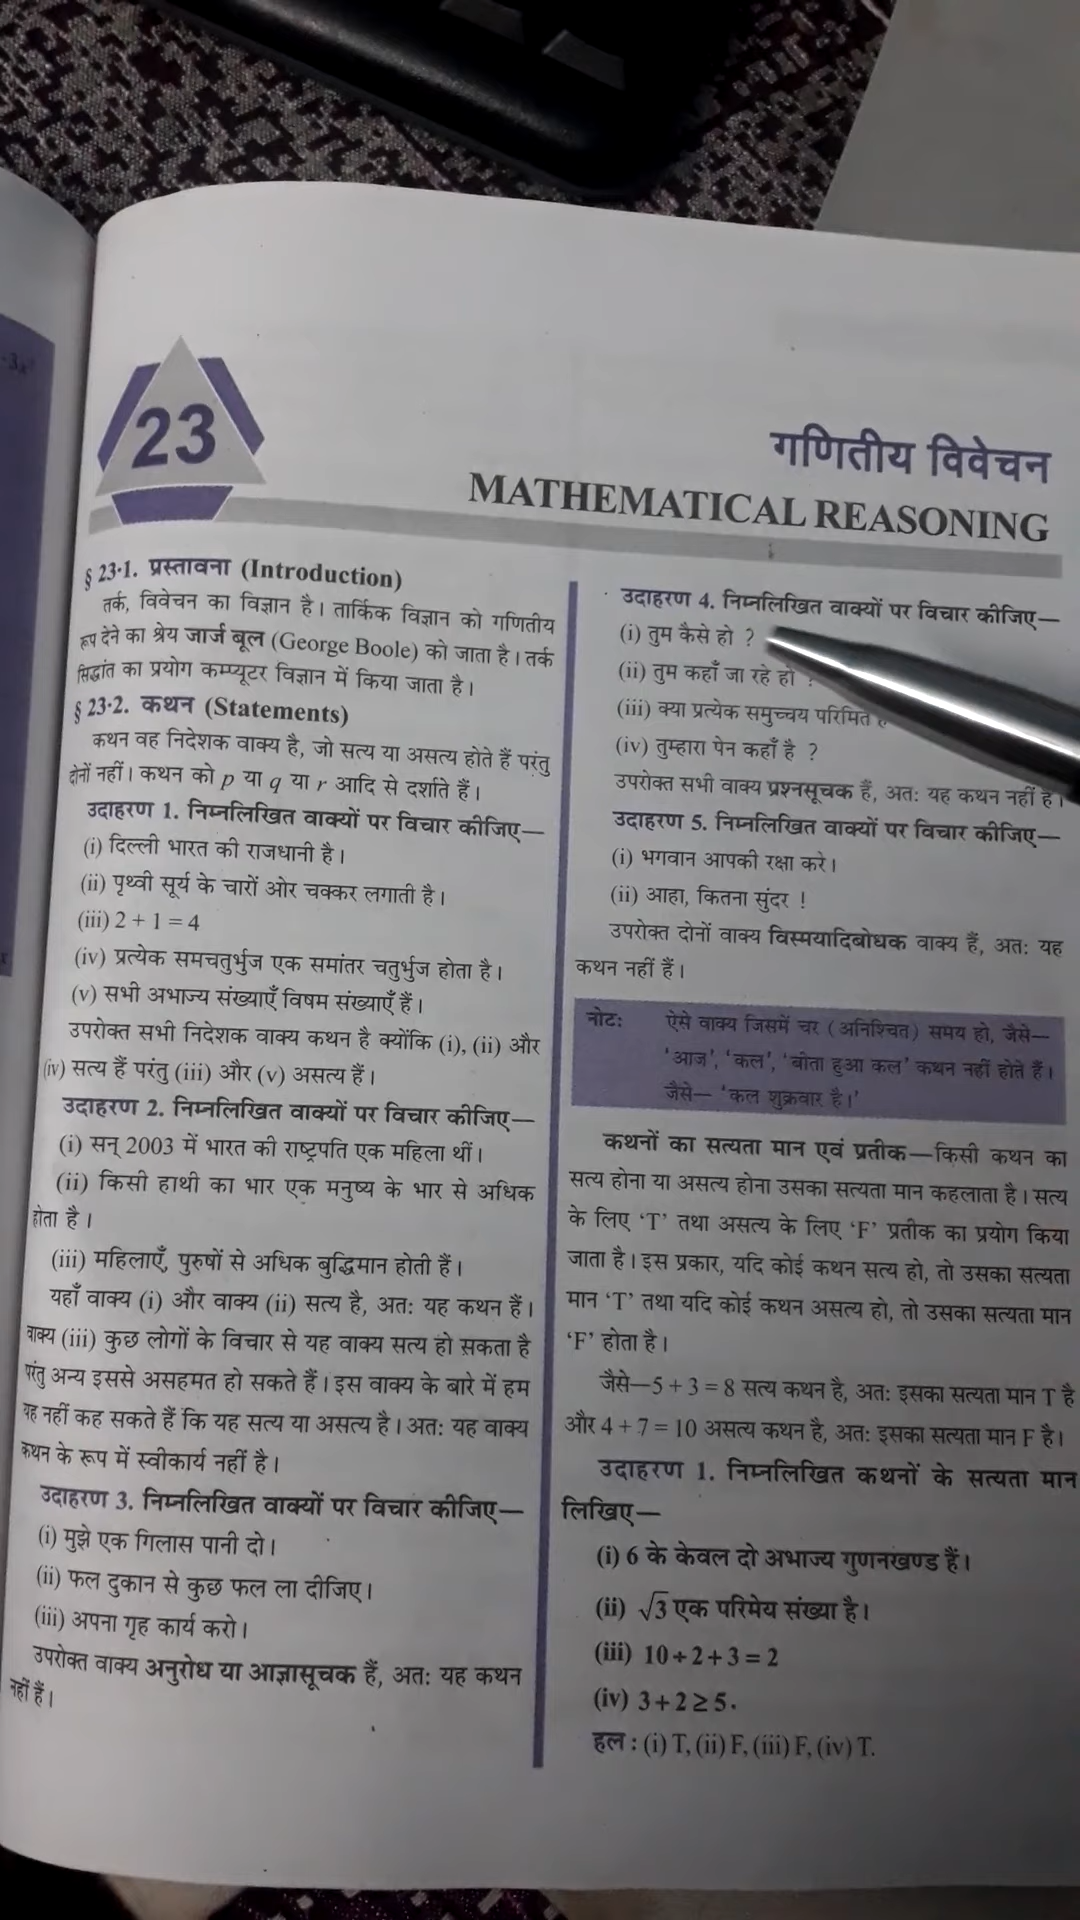 -3x²
23
गणितीय विवेचन
MATHEMATICAL REASONING
§ 23·1. प्रस्तावना (Introduction)
तर्क, विवेचन का विज्ञान है। तार्किक विज्ञान को गणितीय
रूप देने का श्रेय जार्ज बूल (George Boole) को जाता है। तर्क
सिद्धांत का प्रयोग कम्प्यूटर विज्ञान में किया जाता है।
§ 23·2. कथन (Statements)
कथन वह निदेशक वाक्य है, जो सत्य या असत्य होते हैं परंतु
दोनों नहीं। कथन को p या q या r आदि से दर्शाते हैं।
उदाहरण 1. निम्नलिखित वाक्यों पर विचार कीजिए—
(i) दिल्ली भारत की राजधानी है।
(ii) पृथ्वी सूर्य के चारों ओर चक्कर लगाती है।
(iii) 2 + 1 = 4
(iv) प्रत्येक समचतुर्भुज एक समांतर चतुर्भुज होता है।
(v) सभी अभाज्य संख्याएँ विषम संख्याएँ हैं।
उपरोक्त सभी निदेशक वाक्य कथन है क्योंकि (i), (ii) और
(iv) सत्य हैं परंतु (iii) और (v) असत्य हैं।
उदाहरण 2. निम्नलिखित वाक्यों पर विचार कीजिए—
(i) सन् 2003 में भारत की राष्ट्रपति एक महिला थीं।
(ii) किसी हाथी का भार एक मनुष्य के भार से अधिक
होता है।
(iii) महिलाएँ, पुरुषों से अधिक बुद्धिमान होती हैं।
यहाँ वाक्य (i) और वाक्य (ii) सत्य है, अतः यह कथन हैं।
वाक्य (iii) कुछ लोगों के विचार से यह वाक्य सत्य हो सकता है
परंतु अन्य इससे असहमत हो सकते हैं। इस वाक्य के बारे में हम
यह नहीं कह सकते हैं कि यह सत्य या असत्य है। अतः यह वाक्य
कथन के रूप में स्वीकार्य नहीं है।
उदाहरण 3. निम्नलिखित वाक्यों पर विचार कीजिए—
(i) मुझे एक गिलास पानी दो।
(ii) फल दुकान से कुछ फल ला दीजिए।
(iii) अपना गृह कार्य करो।
उपरोक्त वाक्य अनुरोध या आज्ञासूचक हैं, अतः यह कथन
नहीं हैं।
उदाहरण 4. निम्नलिखित वाक्यों पर विचार कीजिए—
(i) तुम कैसे हो ?
(ii) तुम कहाँ जा रहे हो ?
(iii) क्या प्रत्येक समुच्चय परिमित
(iv) तुम्हारा पेन कहाँ है ?
उपरोक्त सभी वाक्य प्रश्नसूचक हैं, अतः यह कथन नहीं हैं।
उदाहरण 5. निम्नलिखित वाक्यों पर विचार कीजिए—
(i) भगवान आपकी रक्षा करे।
(ii) आहा, कितना सुंदर !
उपरोक्त दोनों वाक्य विस्मयादिबोधक वाक्य हैं, अतः यह
कथन नहीं हैं।
नोटः ऐसे वाक्य जिसमें चर (अनिश्चित) समय हो, जैसे—
'आज', 'कल', 'बीता हुआ कल' कथन नहीं होते हैं।
जैसे— 'कल शुक्रवार है।'
कथनों का सत्यता मान एवं प्रतीक—किसी कथन का
सत्य होना या असत्य होना उसका सत्यता मान कहलाता है। सत्य
के लिए 'T' तथा असत्य के लिए 'F' प्रतीक का प्रयोग किया
जाता है। इस प्रकार, यदि कोई कथन सत्य हो, तो उसका सत्यता
मान 'T' तथा यदि कोई कथन असत्य हो, तो उसका सत्यता मान
'F' होता है।
जैसे—5 + 3 = 8 सत्य कथन है, अतः इसका सत्यता मान T है
और 4 + 7 = 10 असत्य कथन है, अतः इसका सत्यता मान F है।
उदाहरण 1. निम्नलिखित कथनों के सत्यता मान
लिखिए—
(i) 6 के केवल दो अभाज्य गुणनखण्ड हैं।
(ii) √3 एक परिमेय संख्या है।
(iii) 10 ÷ 2 + 3 = 2
(iv) 3 + 2 ≥ 5.
हल : (i) T, (ii) F, (iii) F, (iv) T.